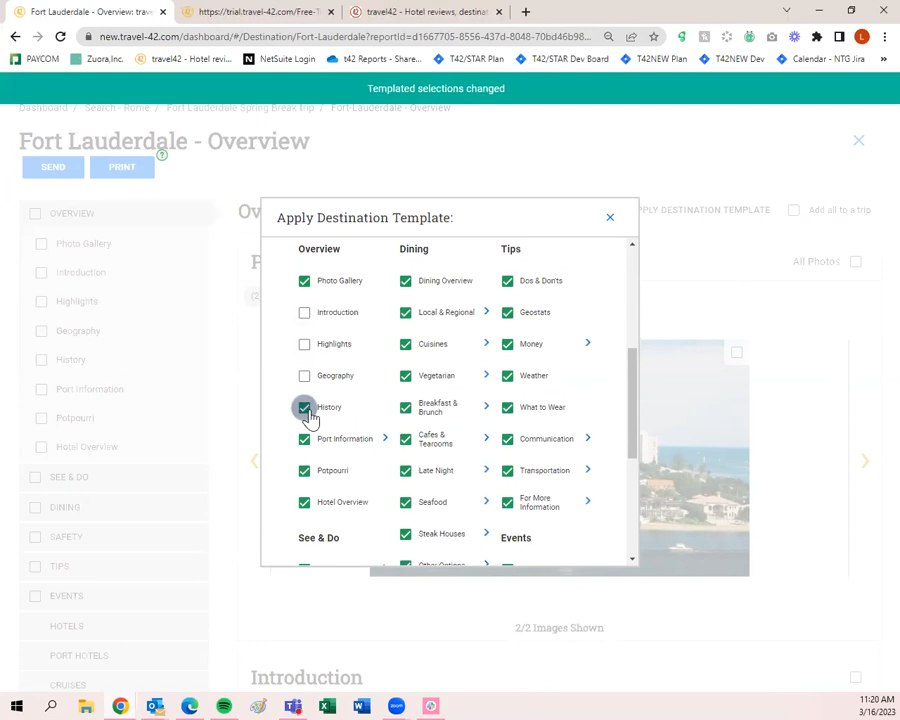 Fort Lauderdale - Overview: trave
https://trial.travel-42.com/Free-T
travel42 - Hotel reviews, destinat
new.travel-42.com/dashboard/#/Destination/Fort-Lauderdale?reportId=d1667705-8556-437d-8048-70bd46b98...
PAYCOM
Zuora,Inc.
travel42 - Hotel revi...
NetSuite Login
t42 Reports - Share...
T42/STAR Plan
T42/STAR Dev Board
T42NEW Plan
T42NEW Dev
Calendar - NTG Jira
»
Templated selections changed
Dashboard / Search - Rome / Fort Lauderdale Spring Break trip / Fort-Lauderdale - Overview
Fort Lauderdale - Overview
SEND
PRINT
?
OVERVIEW
Photo Gallery
Introduction
Highlights
Geography
History
Port Information
Potpourri
Hotel Overview
SEE & DO
DINING
SAFETY
TIPS
EVENTS
HOTELS
PORT HOTELS
CRUISES
PLY DESTINATION TEMPLATE
Add all to a trip
All Photos
Apply Destination Template:
Overview
Photo Gallery
Introduction
Highlights
Geography
History
Port Information
Potpourri
Hotel Overview
See & Do
Dining
Dining Overview
Local & Regional
Cuisines
Vegetarian
Breakfast &
Brunch
Cafes &
Tearooms
Late Night
Seafood
Steak Houses
Other Options
Tips
Dos & Don'ts
Geostats
Money
Weather
What to Wear
Communication
Transportation
For More
Information
Events
2/2 Images Shown
Introduction
11:20 AM
3/16/2023